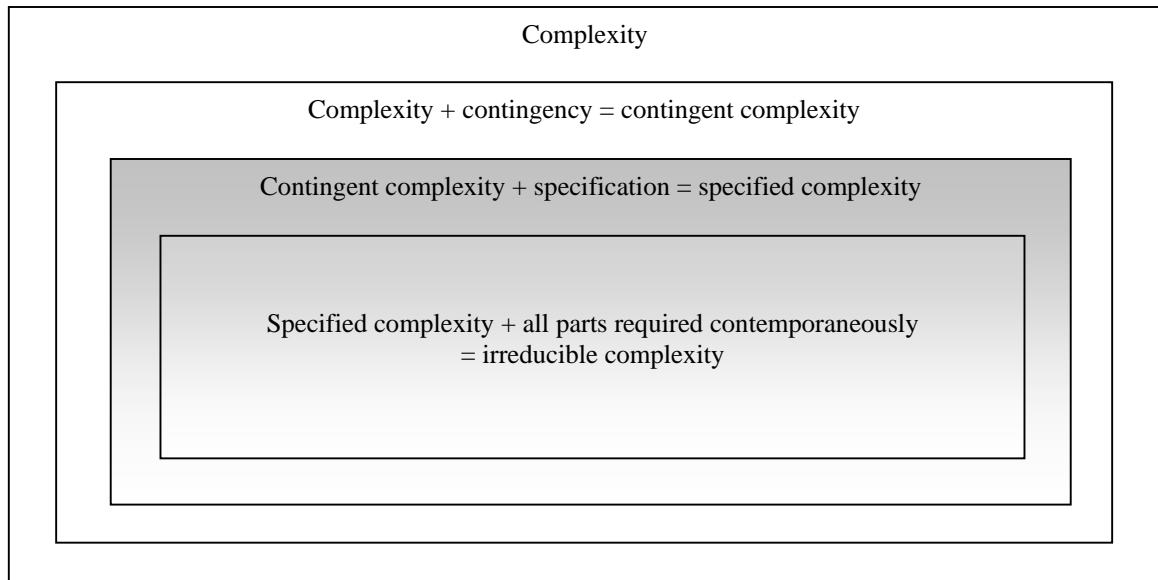 Complexity
Complexity + contingency = contingent complexity
Contingent complexity + specification = specified complexity
Specified complexity + all parts required contemporaneously
= irreducible complexity